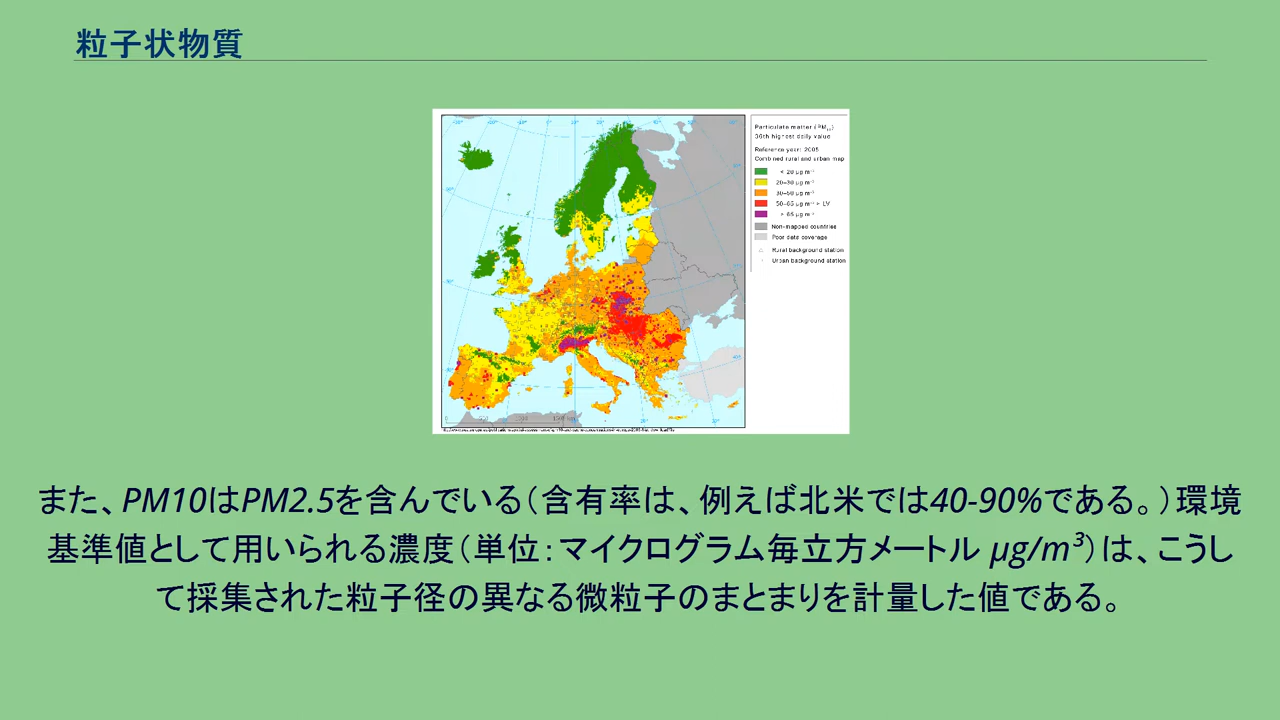 粒子状物質
Particulate matter (PM₁₀)
36th highest daily value
Reference year: 2005
Combined rural and urban map
< 20 µg m⁻³
20–30 µg m⁻³
30–50 µg m⁻³
50–65 µg m⁻³ > LV
> 65 µg m⁻³
Non-mapped countries
Poor data coverage
Rural background station
Urban background station
また、PM10はPM2.5を含んでいる（含有率は、例えば北米では40-90%である。）環境
基準値として用いられる濃度（単位：マイクログラム毎立方メートル µg/m³）は、こうし
て採集された粒子径の異なる微粒子のまとまりを計量した値である。